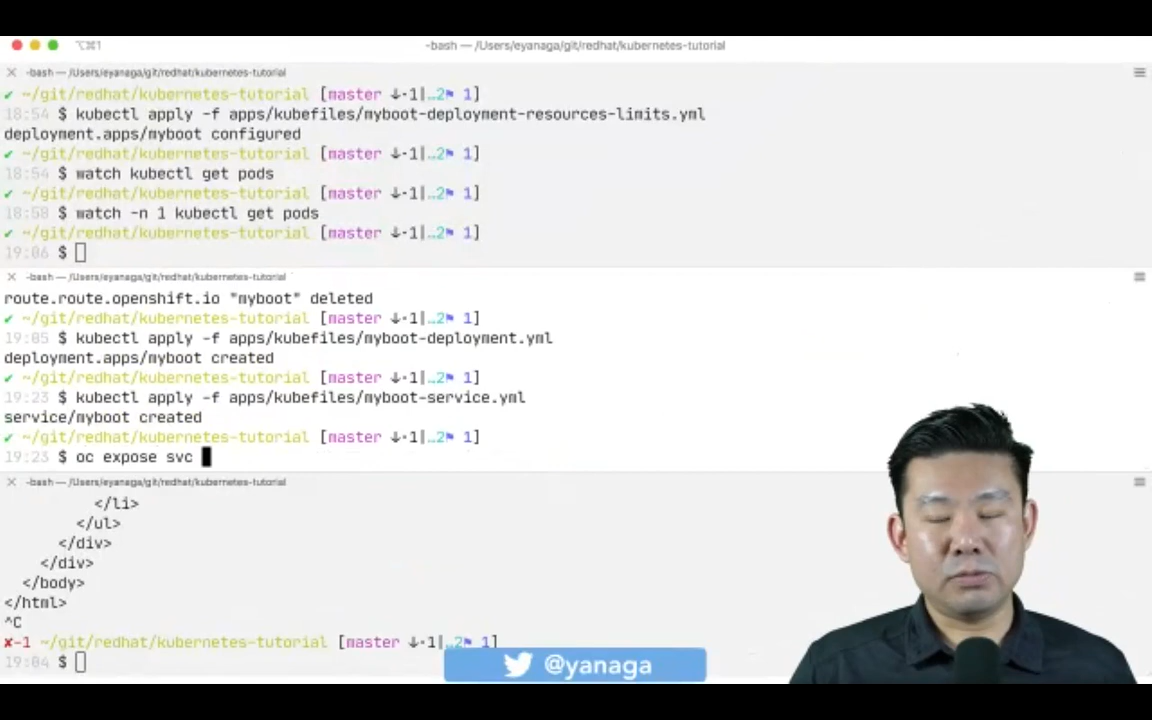 ⌥⌘1 -bash — /Users/eyanaga/git/redhat/kubernetes-tutorial
-bash — /Users/eyanaga/git/redhat/kubernetes-tutorial
✔ ~/git/redhat/kubernetes-tutorial [master ↓·1|…2⚑ 1]
18:54 $ kubectl apply -f apps/kubefiles/myboot-deployment-resources-limits.yml
deployment.apps/myboot configured
✔ ~/git/redhat/kubernetes-tutorial [master ↓·1|…2⚑ 1]
18:54 $ watch kubectl get pods
✔ ~/git/redhat/kubernetes-tutorial [master ↓·1|…2⚑ 1]
18:58 $ watch -n 1 kubectl get pods
✔ ~/git/redhat/kubernetes-tutorial [master ↓·1|…2⚑ 1]
19:06 $
-bash — /Users/eyanaga/git/redhat/kubernetes-tutorial
route.route.openshift.io "myboot" deleted
✔ ~/git/redhat/kubernetes-tutorial [master ↓·1|…2⚑ 1]
19:05 $ kubectl apply -f apps/kubefiles/myboot-deployment.yml
deployment.apps/myboot created
✔ ~/git/redhat/kubernetes-tutorial [master ↓·1|…2⚑ 1]
19:23 $ kubectl apply -f apps/kubefiles/myboot-service.yml
service/myboot created
✔ ~/git/redhat/kubernetes-tutorial [master ↓·1|…2⚑ 1]
19:23 $ oc expose svc
-bash — /Users/eyanaga/git/redhat/kubernetes-tutorial
</li>
</ul>
</div>
</div>
</body>
</html>
^C
✘-1 ~/git/redhat/kubernetes-tutorial [master ↓·1|…2⚑ 1]
19:04 $
@yanaga